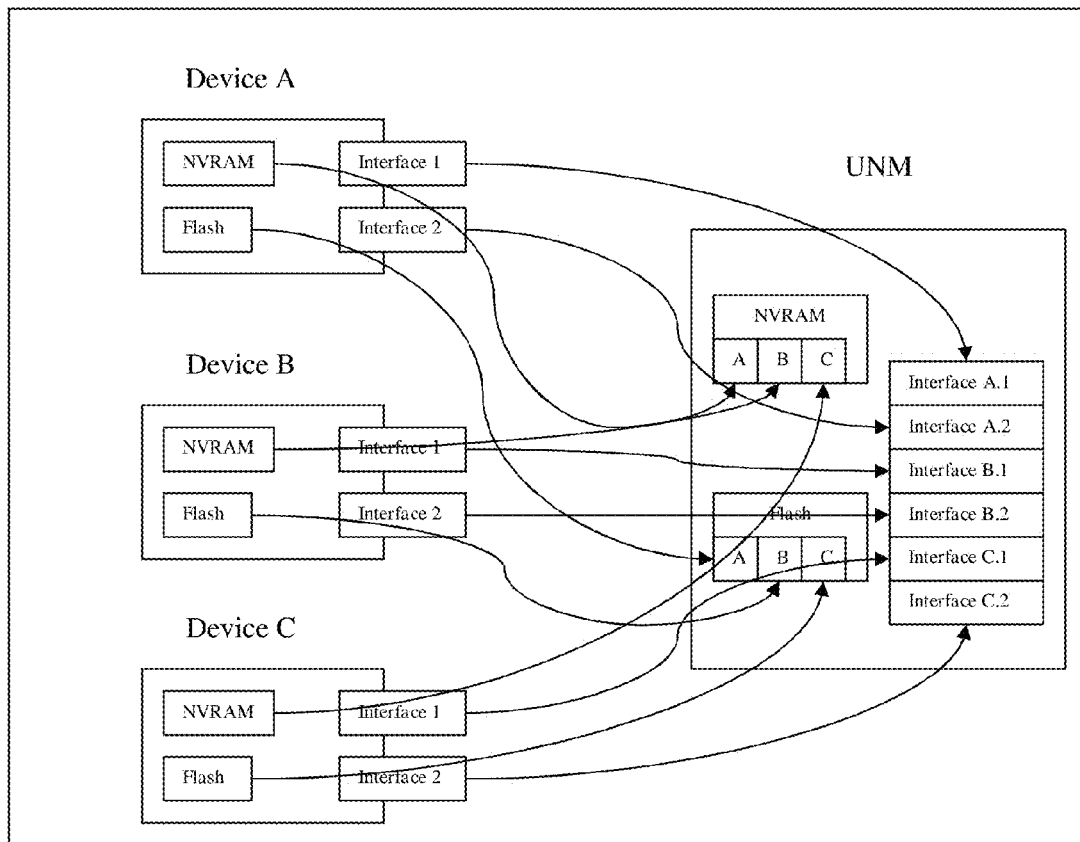 Device A
NVRAM
Interface 1
Flash
Interface 2
Device B
NVRAM
Interface 1
Flash
Interface 2
Device C
NVRAM
Interface 1
Flash
Interface 2
UNM
NVRAM
A B C
Flash
A B C
Interface A.1
Interface A.2
Interface B.1
Interface B.2
Interface C.1
Interface C.2